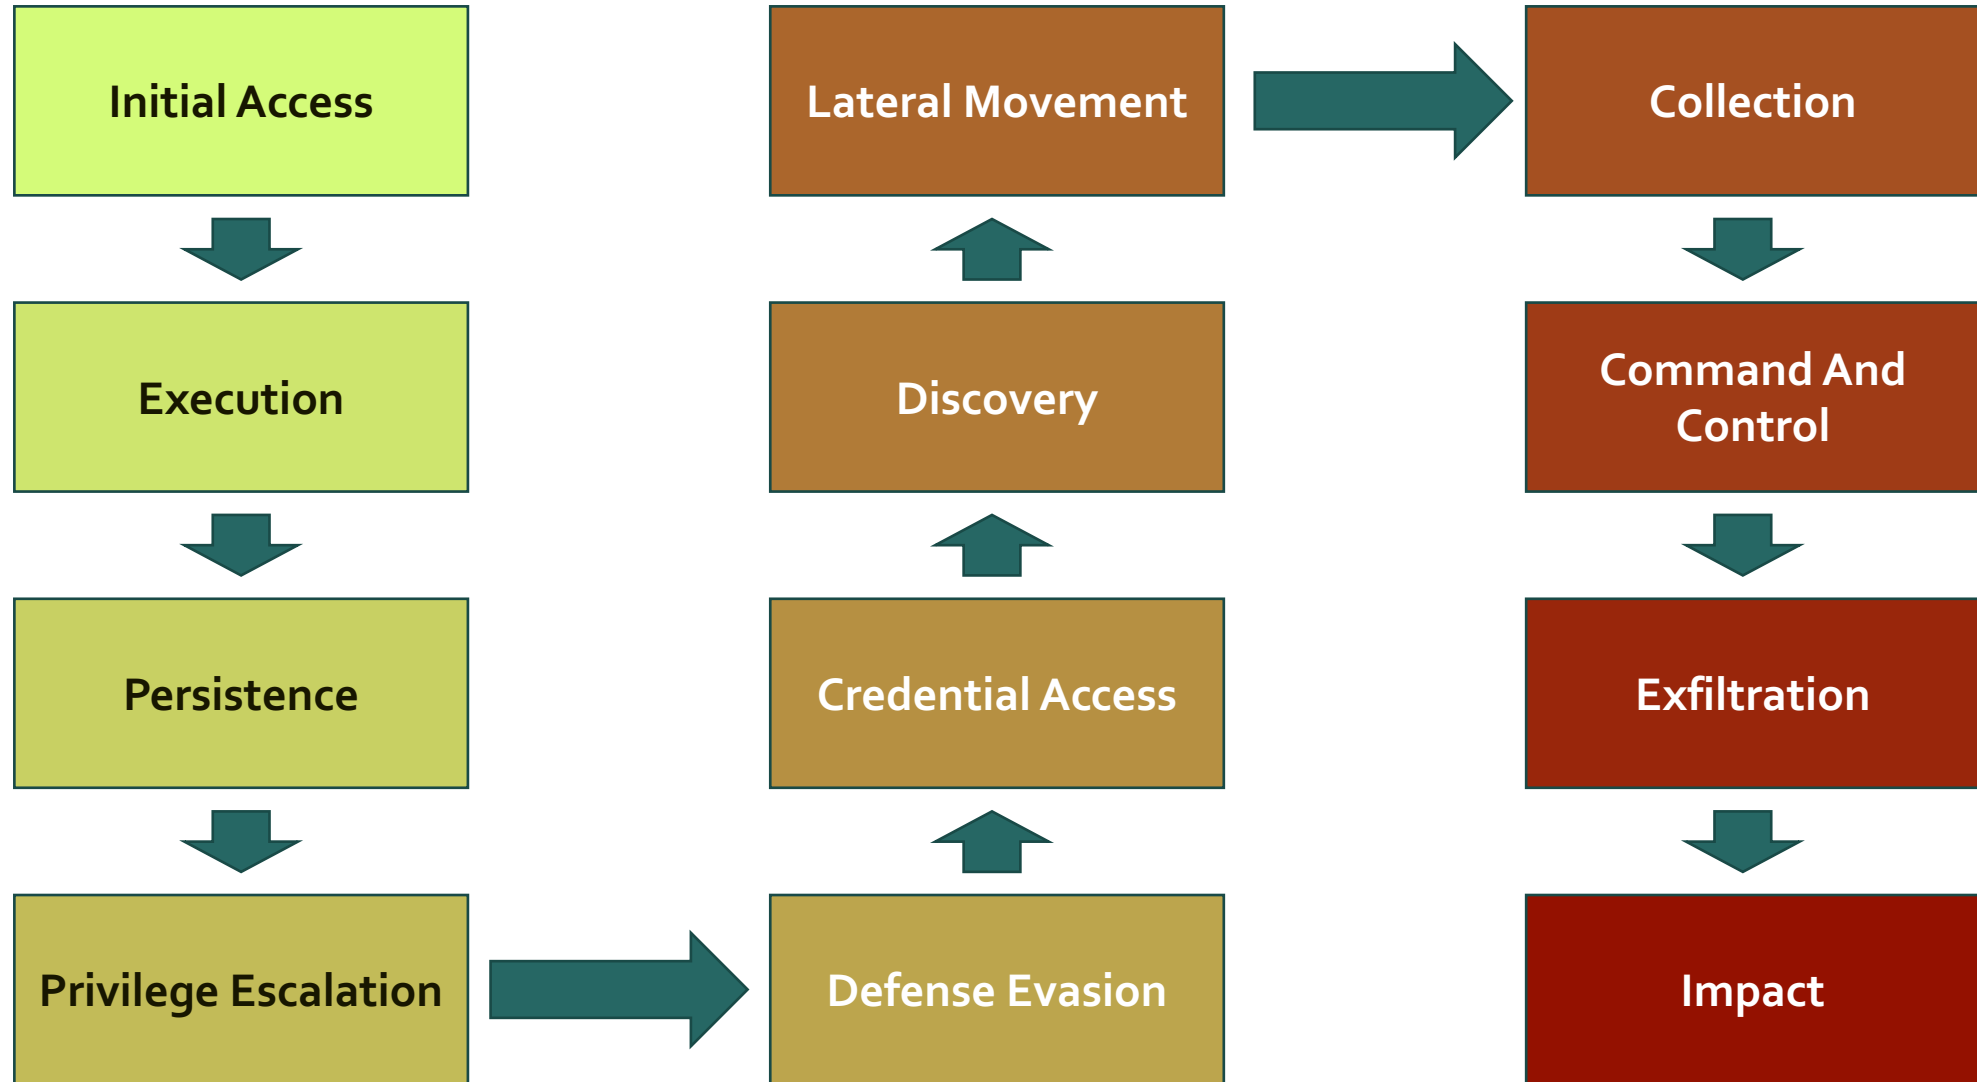 Initial Access
Execution
Persistence
Privilege Escalation
Defense Evasion
Credential Access
Discovery
Lateral Movement
Collection
Command And
Control
Exfiltration
Impact